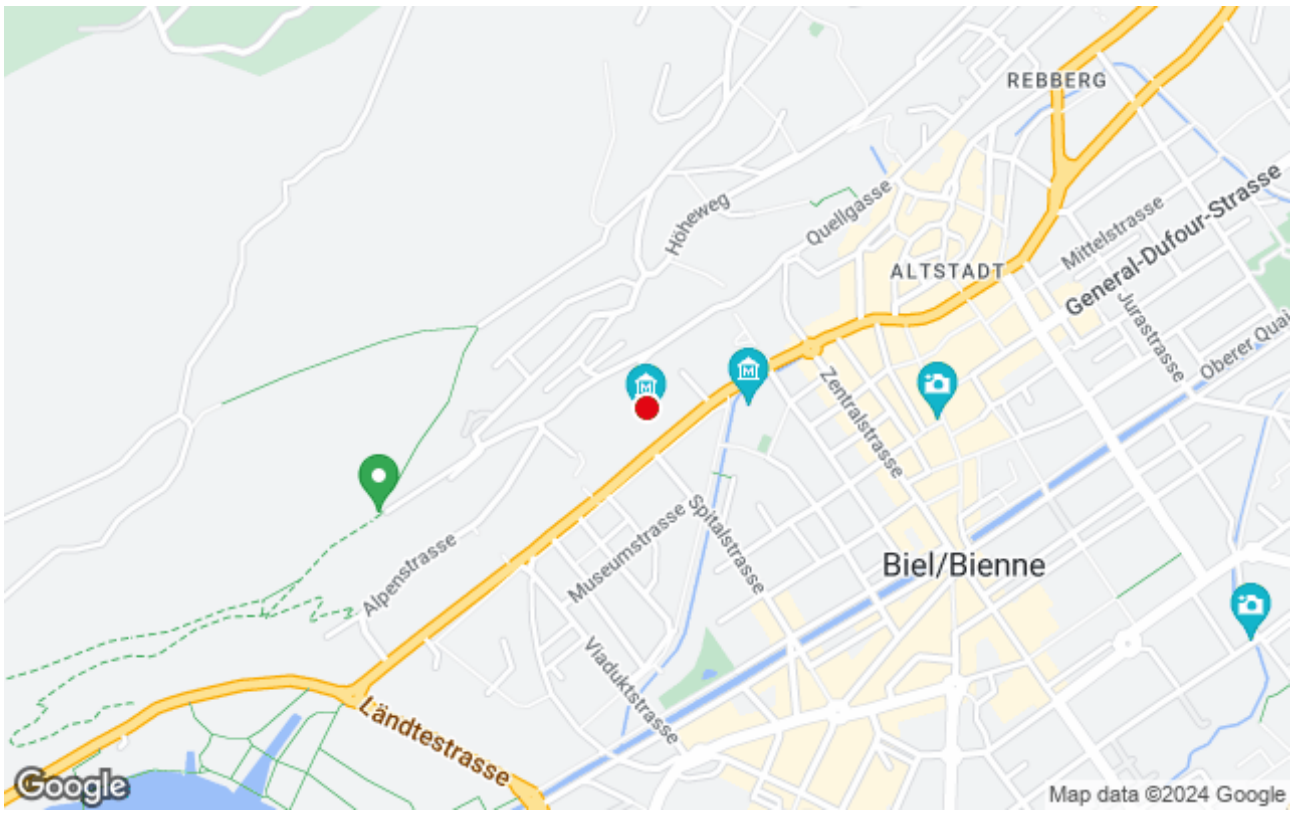 REBBERG
Höheweg
Quellgasse
ALTSTADT
Mittelstrasse
General-Dufour-Strasse
Jurastrasse
Oberer Quai
M
M
Zentralstrasse
Spitalstrasse
Museumstrasse
Alpenstrasse
Biel/Bienne
Viaduktstrasse
Ländtestrasse
Google
Map data ©2024 Google